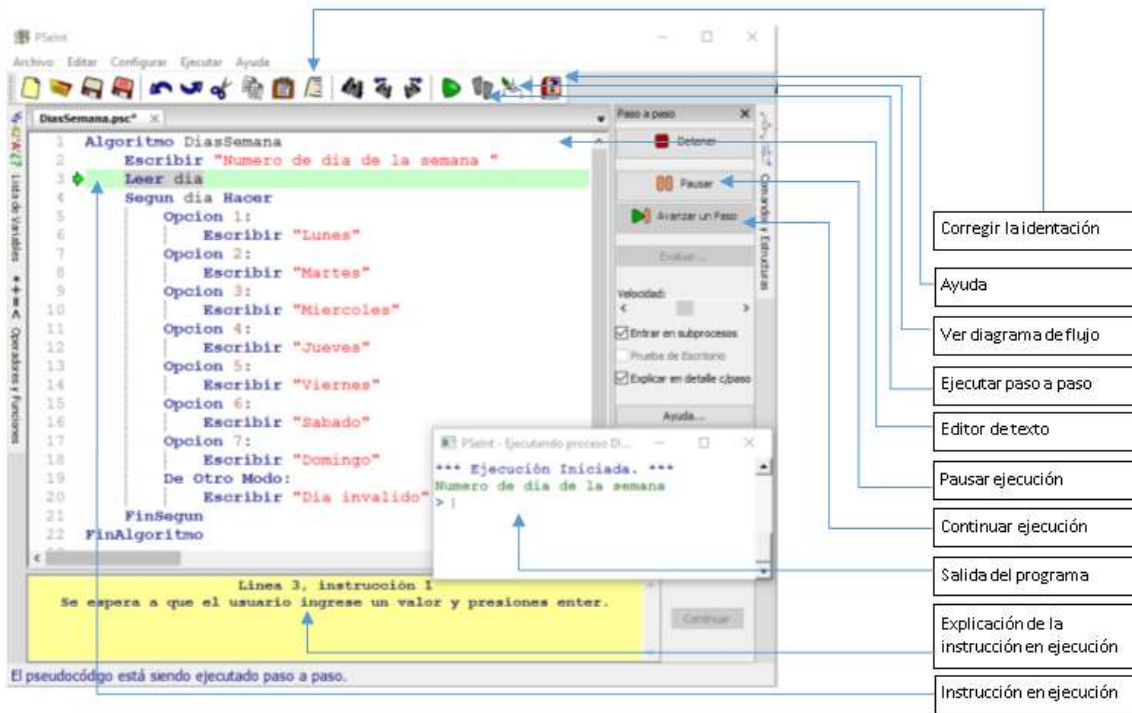 PSeInt
Archivo Editar Configurar Ejecutar Ayuda
DiasSemana.psc*
Paso a paso
1 Algoritmo DiasSemana
2 Escribir "Numero de dia de la semana "
3 Leer dia
4 Segun dia Hacer
5 Opcion 1:
6 Escribir "Lunes"
7 Opcion 2:
8 Escribir "Martes"
9 Opcion 3:
10 Escribir "Miercoles"
11 Opcion 4:
12 Escribir "Jueves"
13 Opcion 5:
14 Escribir "Viernes"
15 Opcion 6:
16 Escribir "Sabado"
17 Opcion 7:
18 Escribir "Domingo"
19 De Otro Modo:
20 Escribir "Dia invalido"
21 FinSegun
22 FinAlgoritmo
Lista de Variables
Operadores y Funciones
Detener
Pausar
Avanzar un Paso
Evaluar ...
Velocidad:
Entrar en subprocesos
Prueba de Escritorio
Explicar en detalle c/paso
Ayuda...
Comandos y Estructuras
PSeInt - Ejecutando proceso DI...
*** Ejecución Iniciada. ***
Numero de dia de la semana
>
Linea 3, instrucción 1
Se espera a que el usuario ingrese un valor y presiones enter.
Continuar
El pseudocódigo está siendo ejecutado paso a paso.
Corregir la identación
Ayuda
Ver diagrama de flujo
Ejecutar paso a paso
Editor de texto
Pausar ejecución
Continuar ejecución
Salida del programa
Explicación de la
instrucción en ejecución
Instrucción en ejecución